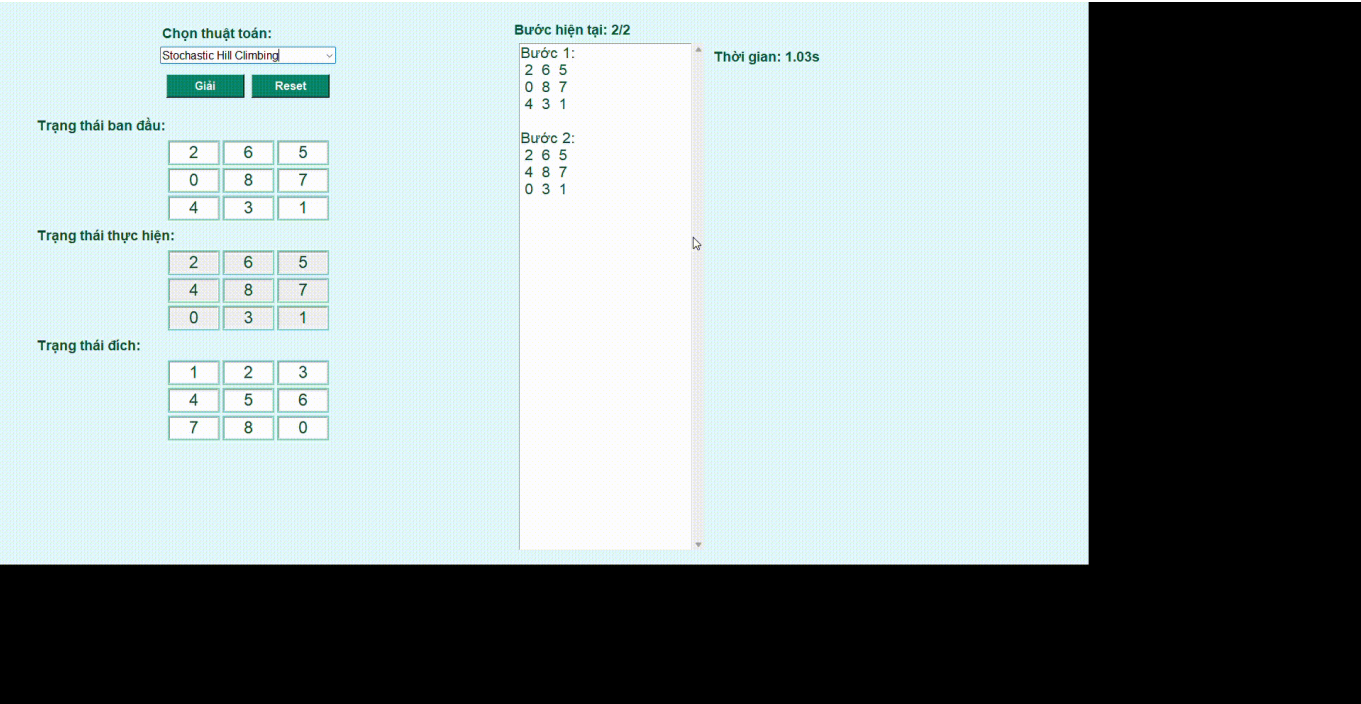 Chọn thuật toán:
Stochastic Hill Climbing
Giải Reset
Trạng thái ban đầu:
2 6 5
0 8 7
4 3 1
Trạng thái thực hiện:
2 6 5
4 8 7
0 3 1
Trạng thái đích:
1 2 3
4 5 6
7 8 0
Bước hiện tại: 2/2
Bước 1:
2 6 5
0 8 7
4 3 1
Bước 2:
2 6 5
4 8 7
0 3 1
Thời gian: 1.03s